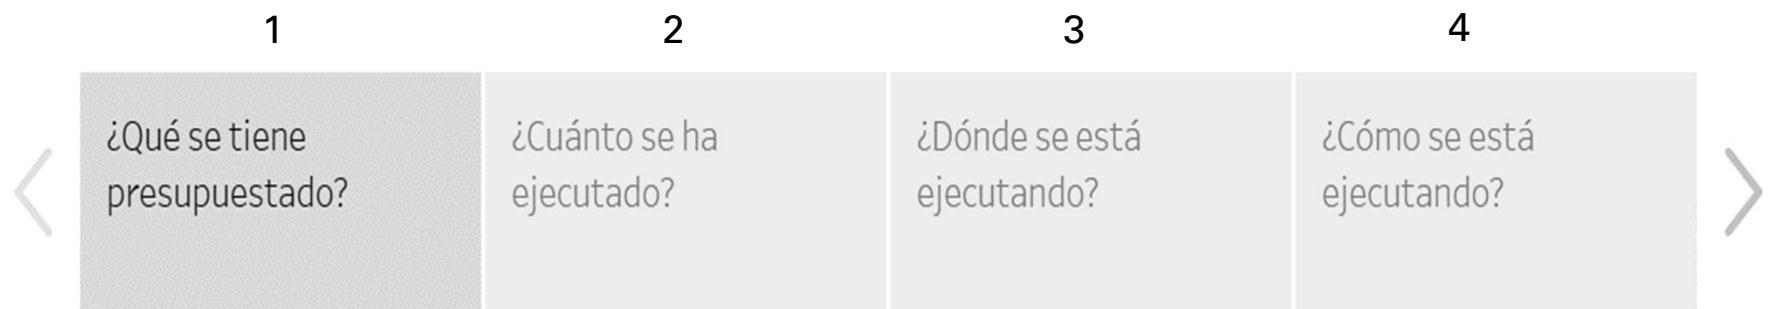 1
2
3
4
¿Qué se tiene
presupuestado?
¿Cuánto se ha
ejecutado?
¿Dónde se está
ejecutando?
¿Cómo se está
ejecutando?